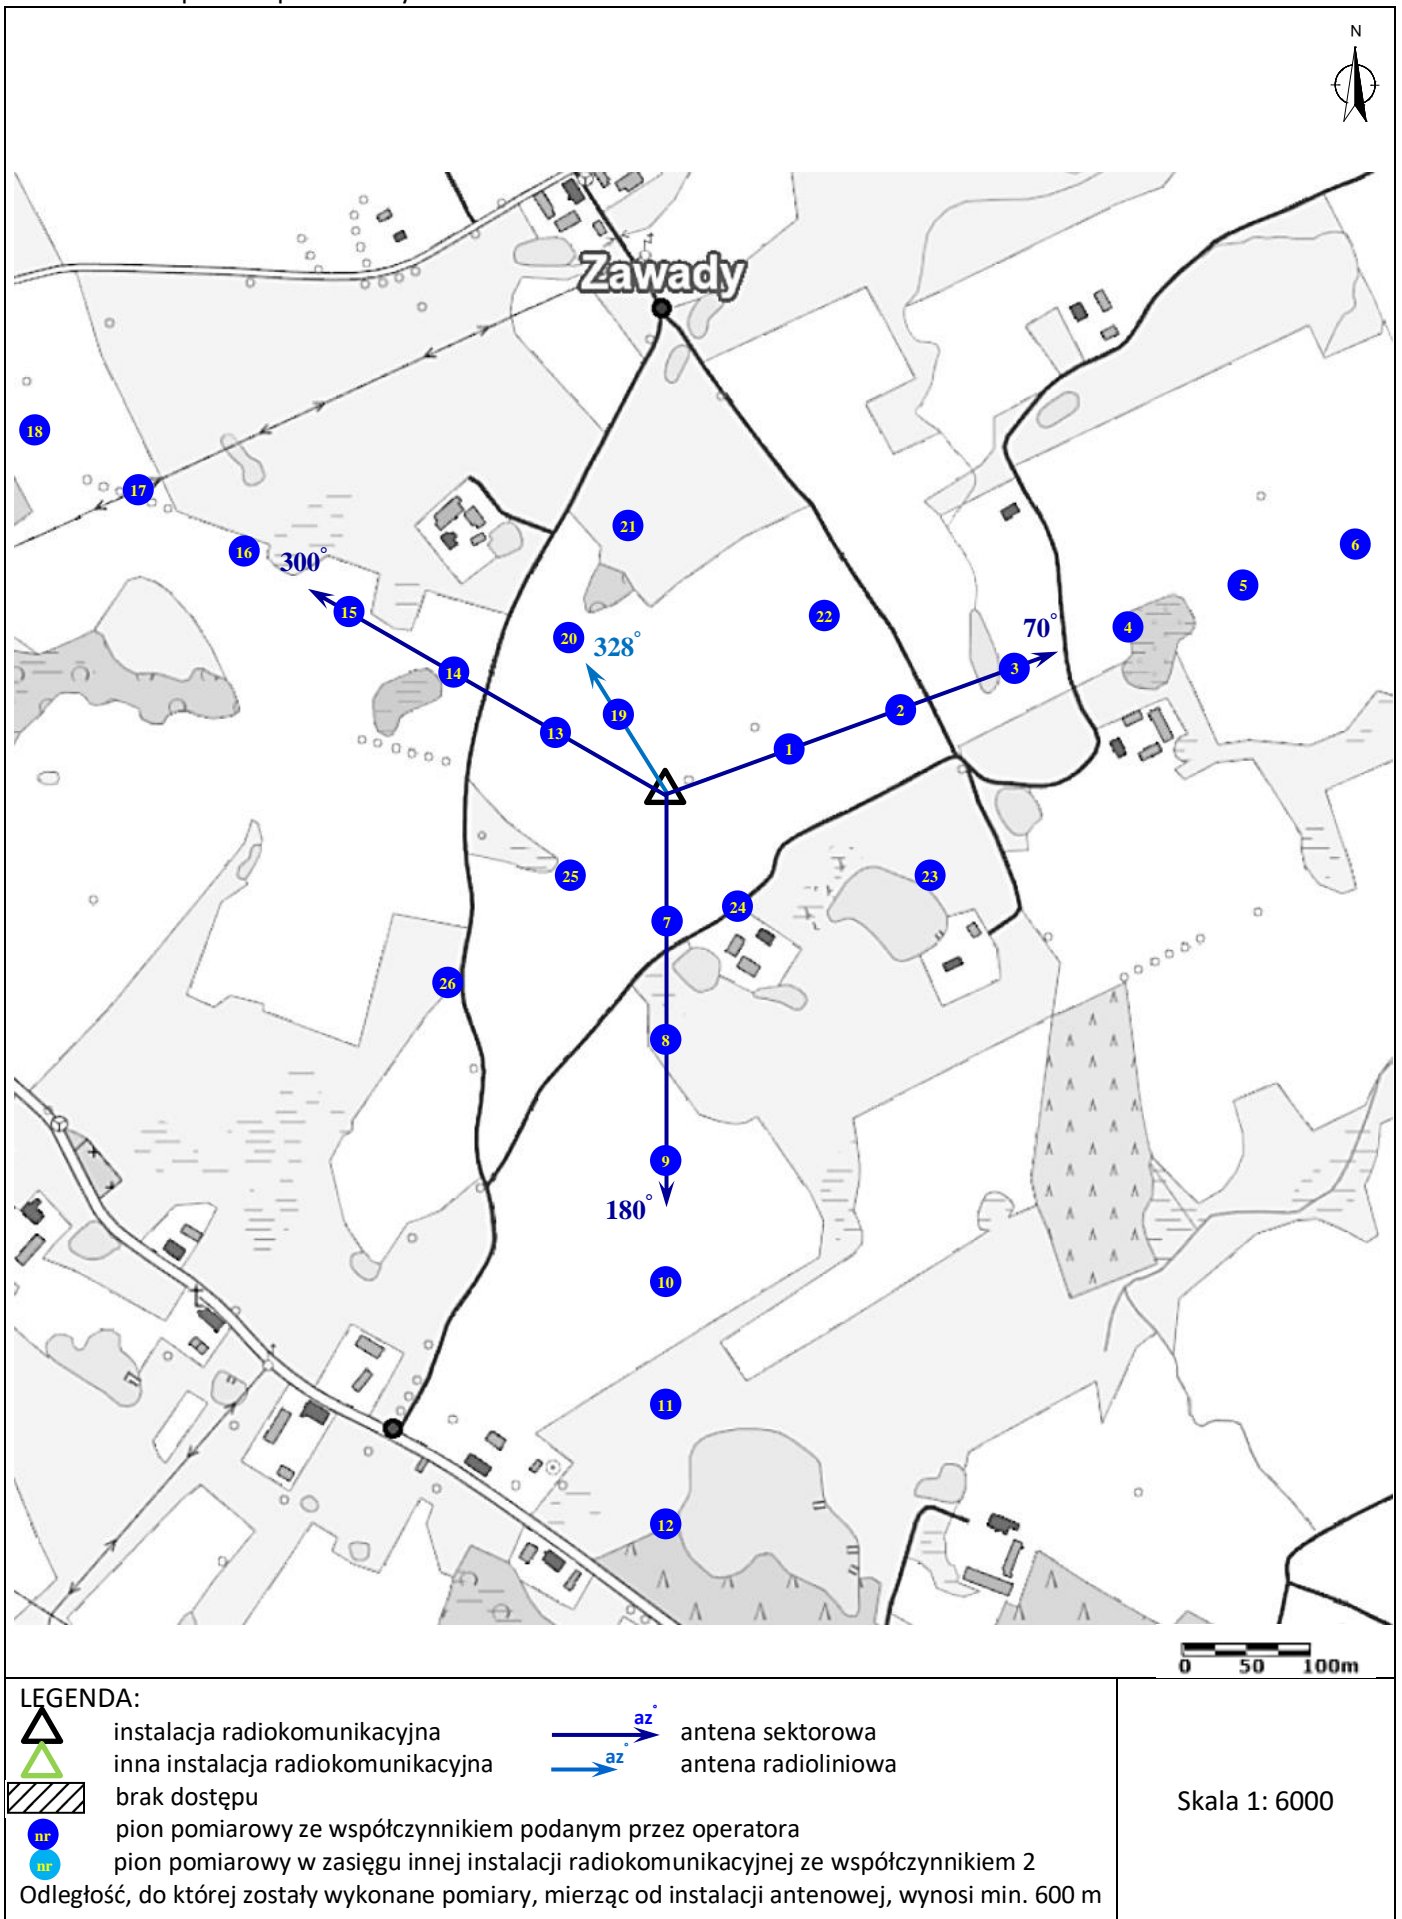 N
Zawady
18
17
21
6
16
300°
5
15
22
4
20
328°
70°
14
3
19
2
13
1
25
23
24
7
26
8
9
180°
10
11
12
0 50 100m
LEGENDA:
az°
instalacja radiokomunikacyjna
antena sektorowa
az°
inna instalacja radiokomunikacyjna
antena radioliniowa
brak dostępu
Skala 1: 6000
nr pion pomiarowy ze współczynnikiem podanym przez operatora
nr pion pomiarowy w zasięgu innej instalacji radiokomunikacyjnej ze współczynnikiem 2
Odległość, do której zostały wykonane pomiary, mierząc od instalacji antenowej, wynosi min. 600 m